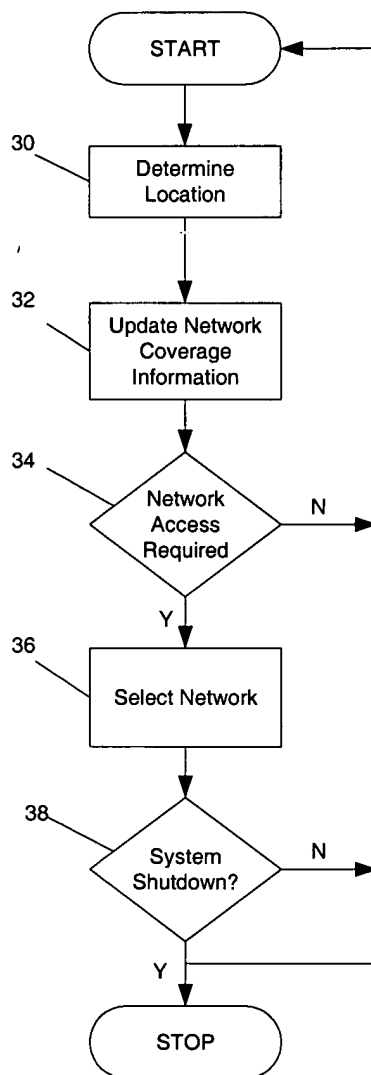 START
30
Determine
Location
32
Update Network
Coverage
Information
34
Network
Access
Required
N
Y
36
Select Network
38
System
Shutdown?
N
Y
STOP